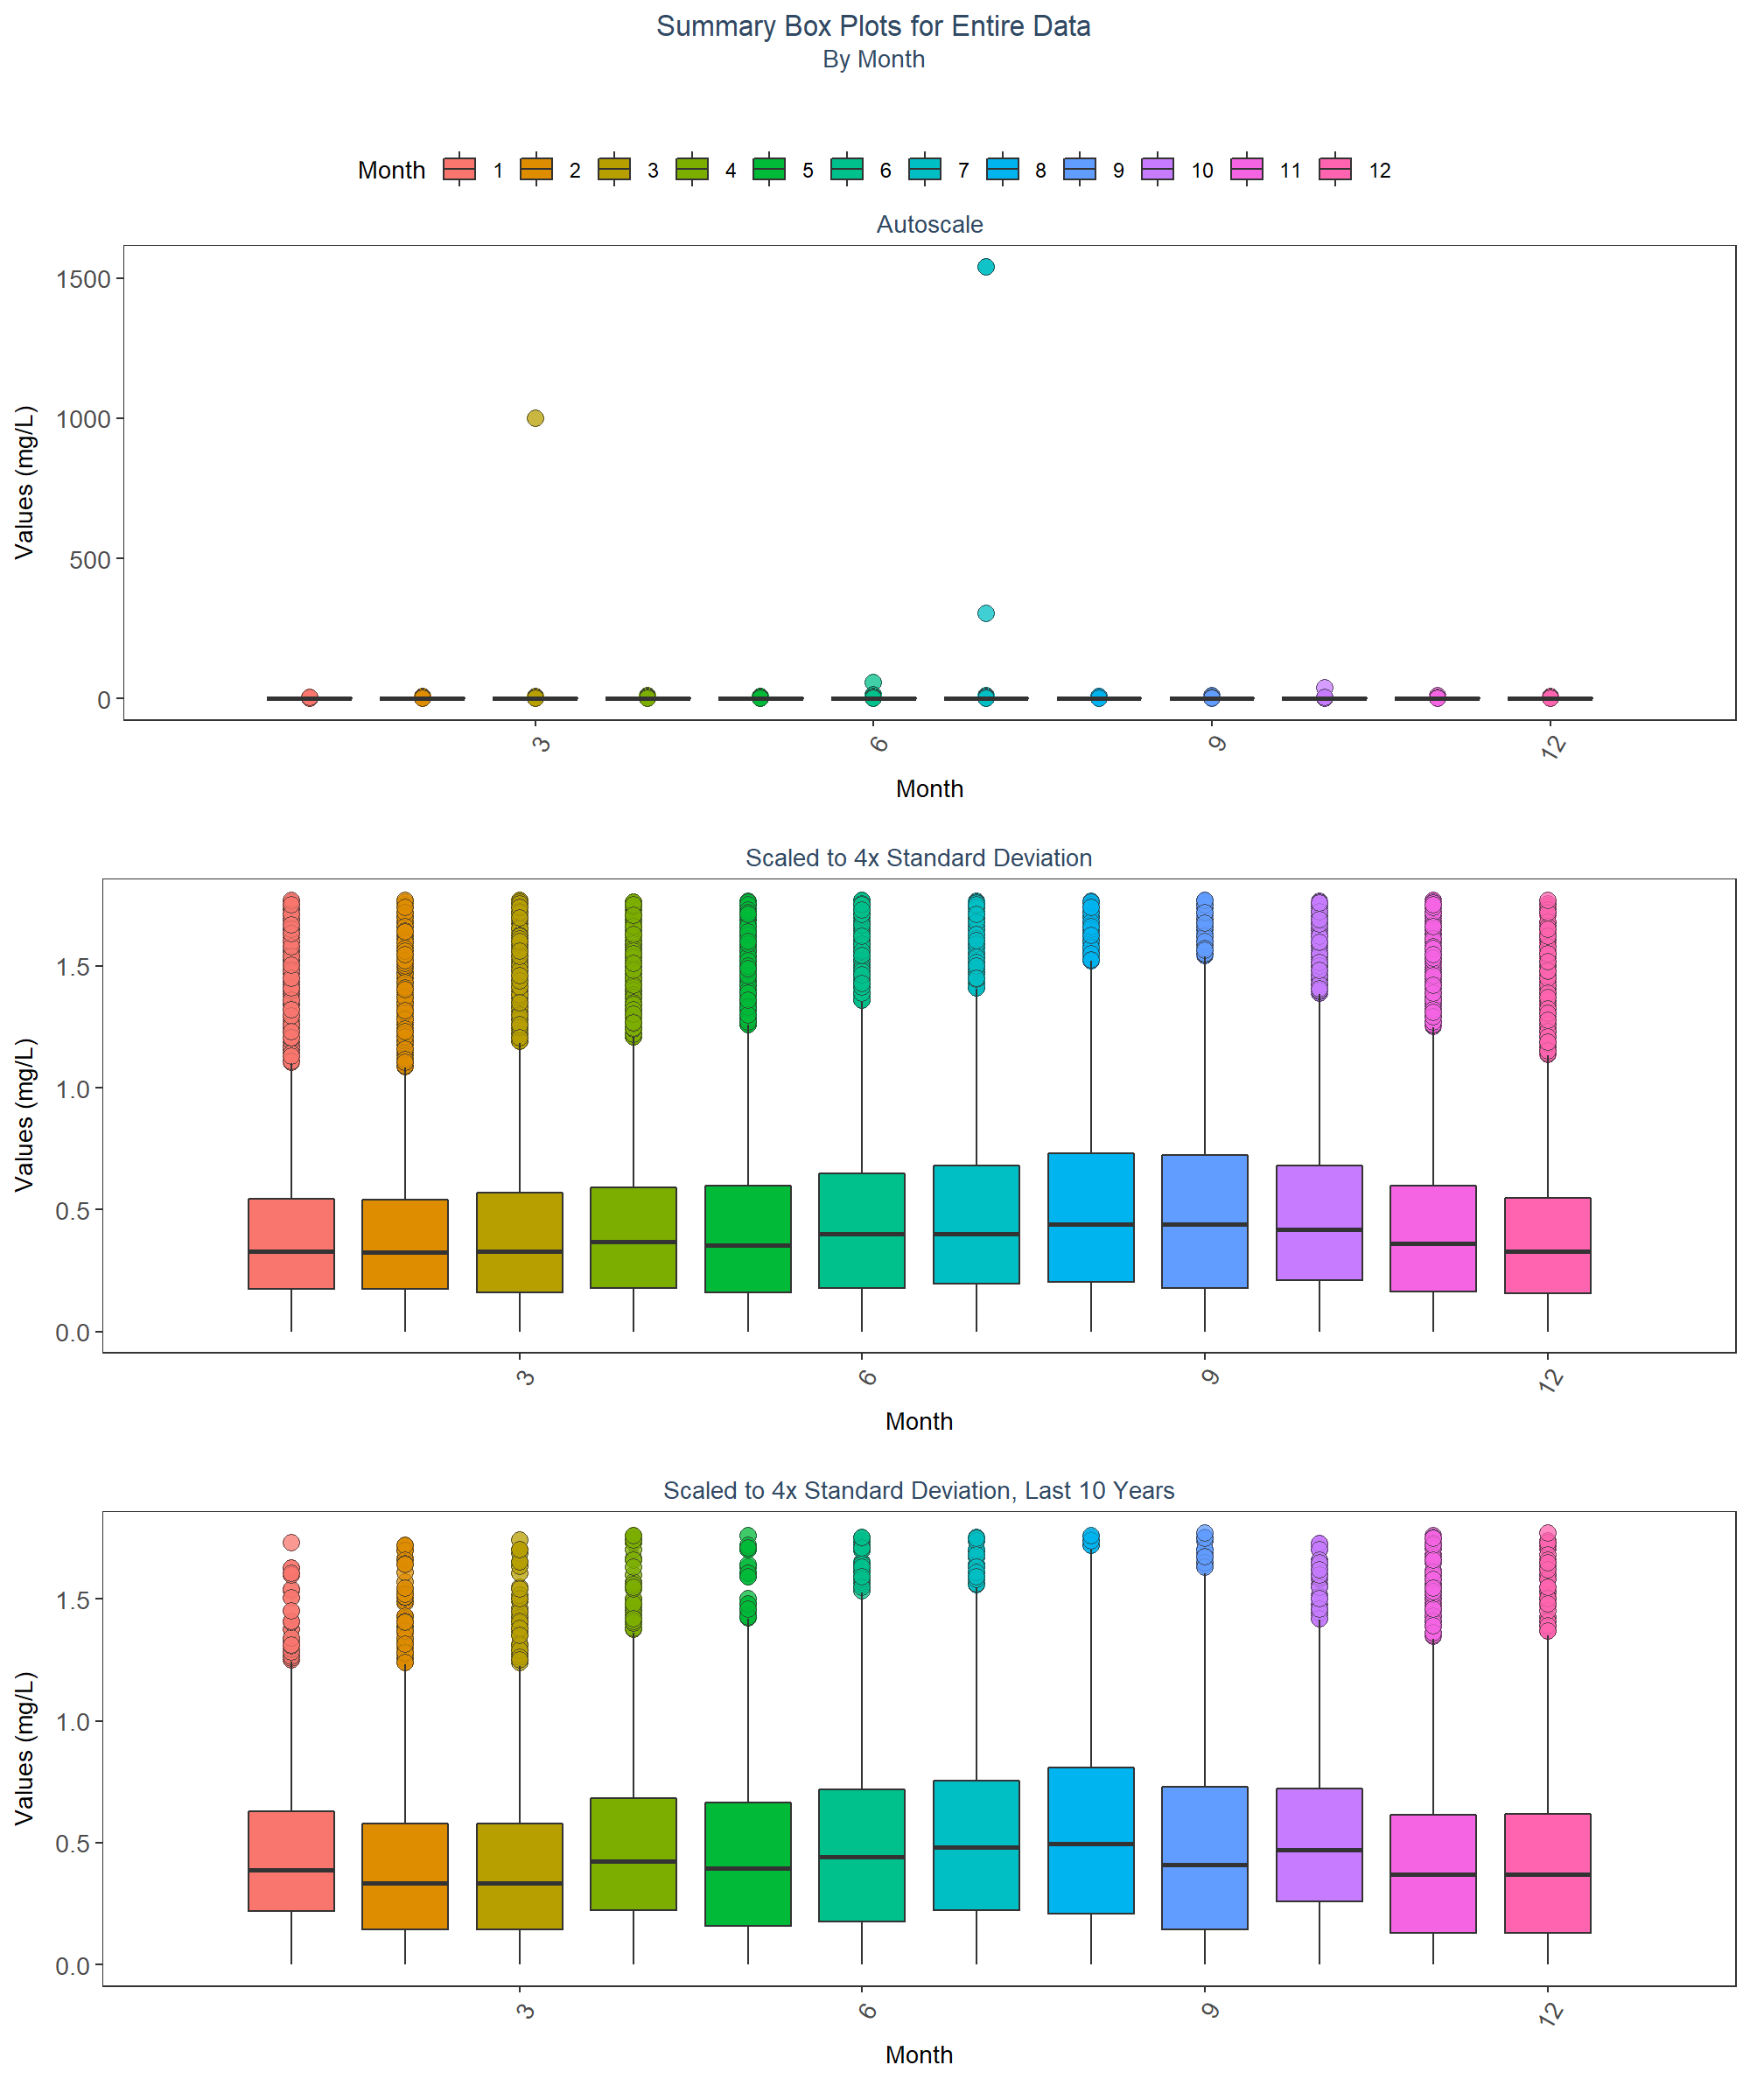 Summary Box Plots for Entire Data
By Month
Month 1 2 3 4 5 6 7 8 9 10 11 12
Autoscale
Values (mg/L)
1500
1000
500
0
3 6 9 12
Month
Scaled to 4x Standard Deviation
Values (mg/L)
1.5
1.0
0.5
0.0
3 6 9 12
Month
Scaled to 4x Standard Deviation, Last 10 Years
Values (mg/L)
1.5
1.0
0.5
0.0
3 6 9 12
Month